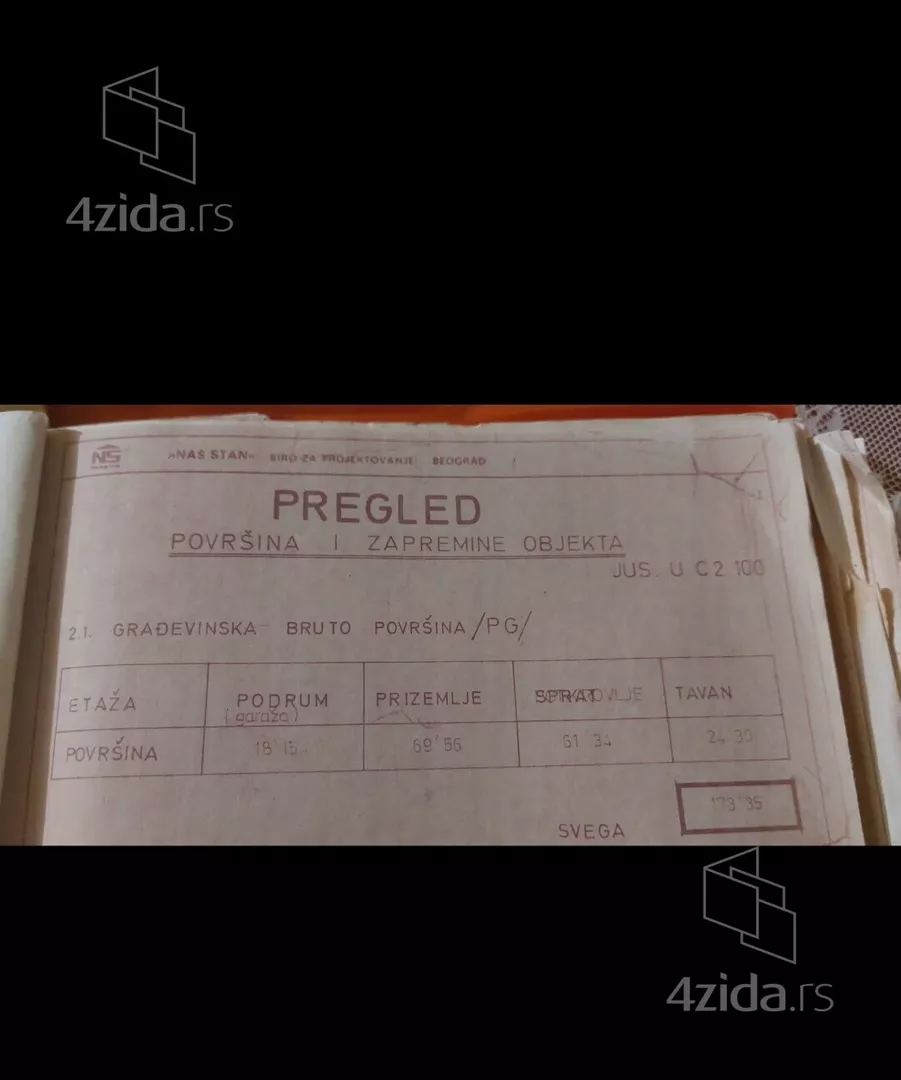 4zida.rs
NS »NAŠ STAN« BIRO ZA PROJEKTOVANJE BEOGRAD
PREGLED
POVRŠINA I ZAPREMINE OBJEKTA
JUS. U C2 100
2.1. GRAĐEVINSKA BRUTO POVRŠINA /PG/
ETAŽA PODRUM PRIZEMLJE SPRAT TAVAN
(garaža)
POVRŠINA 18'15 69'56 61'34 24'30
173'35
SVEGA
4zida.rs